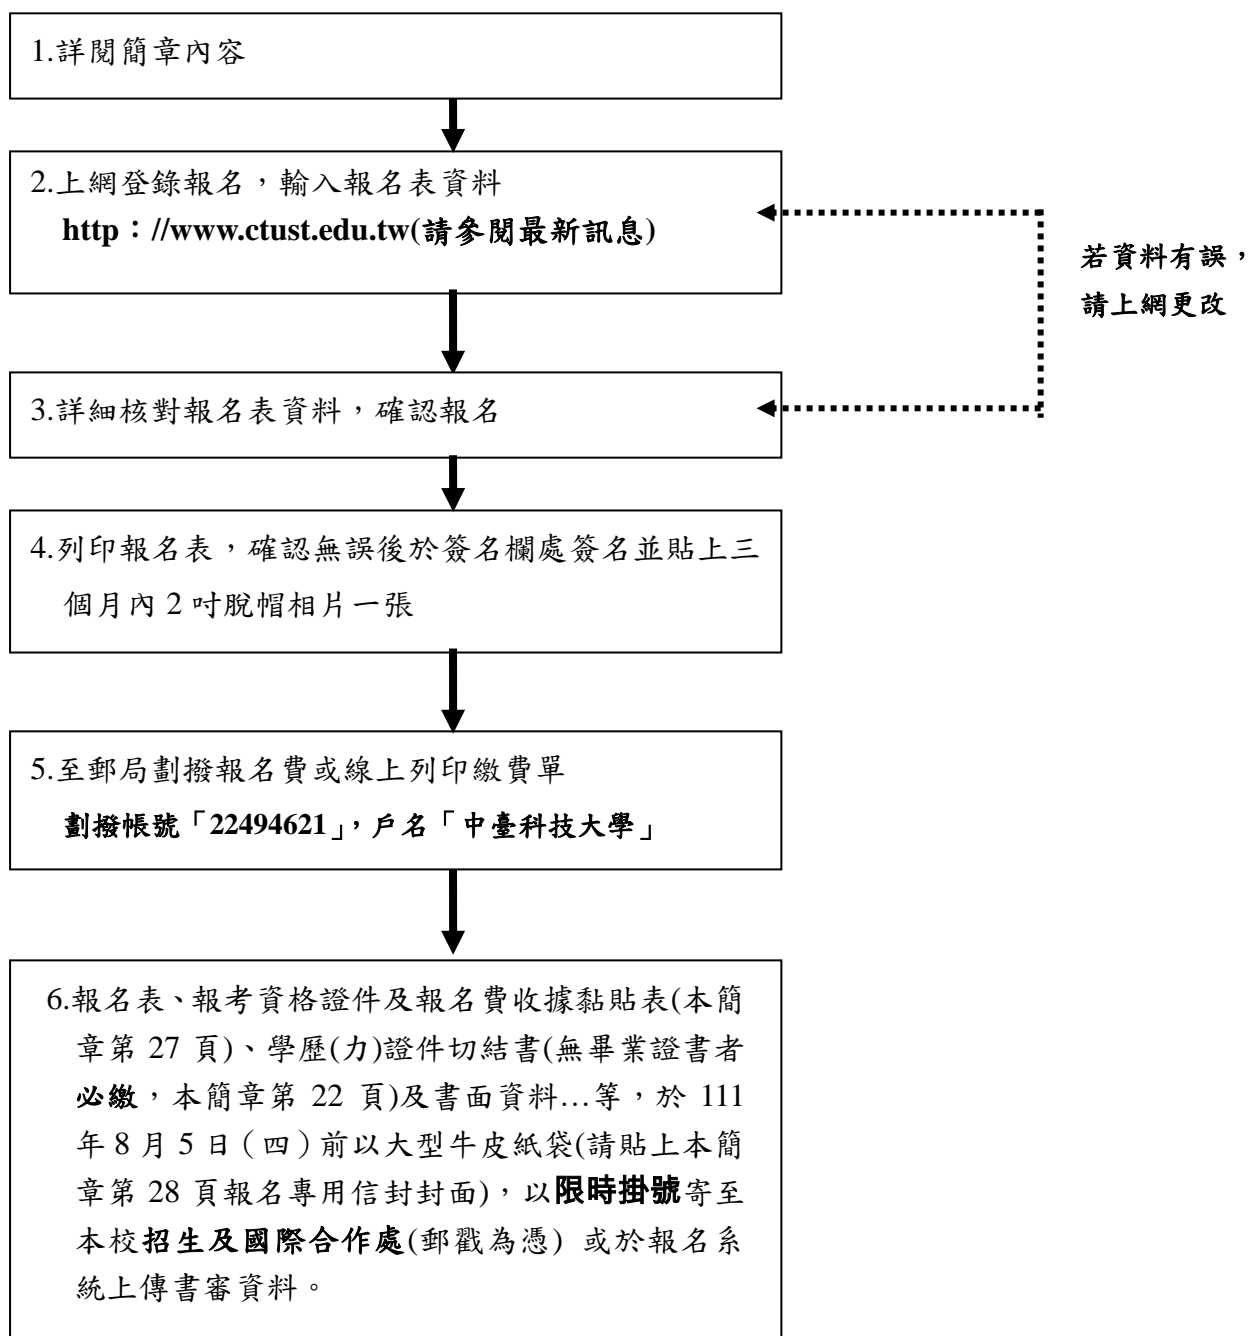 1.詳閱簡章內容
2.上網登錄報名，輸入報名表資料
http：//www.ctust.edu.tw(請參閱最新訊息)
若資料有誤，
請上網更改
3.詳細核對報名表資料，確認報名
4.列印報名表，確認無誤後於簽名欄處簽名並貼上三
個月內 2 吋脫帽相片一張
5.至郵局劃撥報名費或線上列印繳費單
劃撥帳號「22494621」，戶名「中臺科技大學」
6.報名表、報考資格證件及報名費收據黏貼表(本簡
章第 27 頁)、學歷(力)證件切結書(無畢業證書者
必繳，本簡章第 22 頁)及書面資料…等，於 111
年 8 月 5 日（四）前以大型牛皮紙袋(請貼上本簡
章第 28 頁報名專用信封封面)，以限時掛號寄至
本校招生及國際合作處(郵戳為憑) 或於報名系
統上傳書審資料。